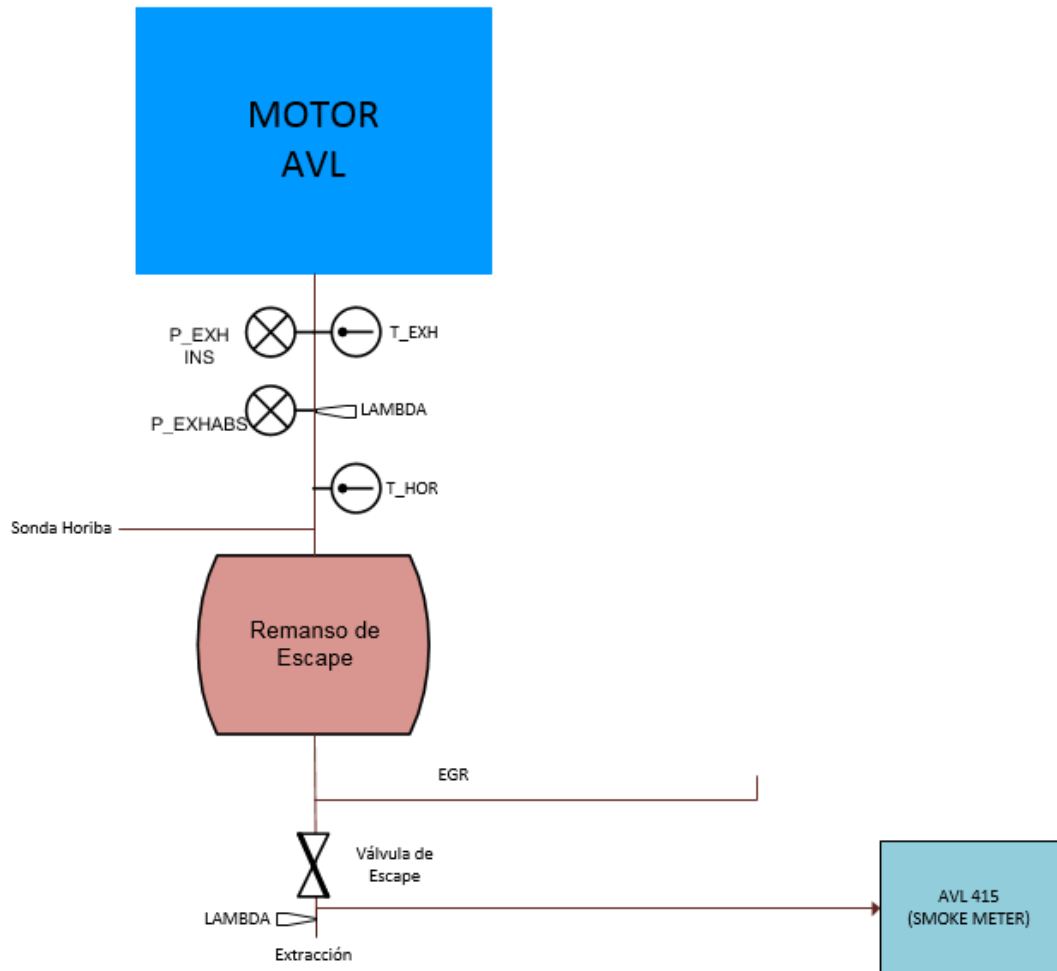 MOTOR
AVL
P_EXH
INS
T_EXH
P_EXHABS
LAMBDA
T_HOR
Sonda Horiba
Remanso de
Escape
EGR
Válvula de
Escape
AVL 415
(SMOKE METER)
LAMBDA
Extracción